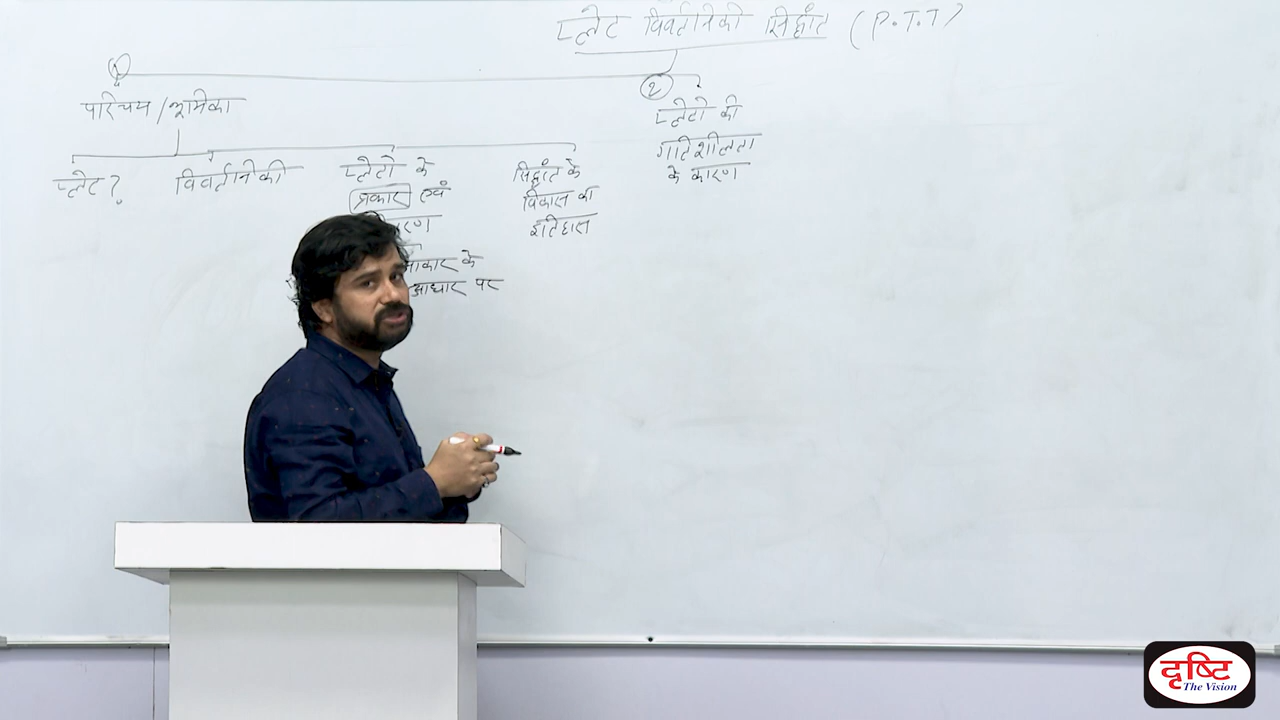 प्लेट विवर्तनिकी सिद्धांत (P.T.T)
1
परिचय/भूमिका
प्लेट?
विवर्तनिकी
प्लेटो के
प्रकार एवं
रण
आकार के
आधार पर
सिद्धांत के
विकास का
इतिहास
2
प्लेटो की
गतिशीलता
के कारण
दृष्टि
The Vision